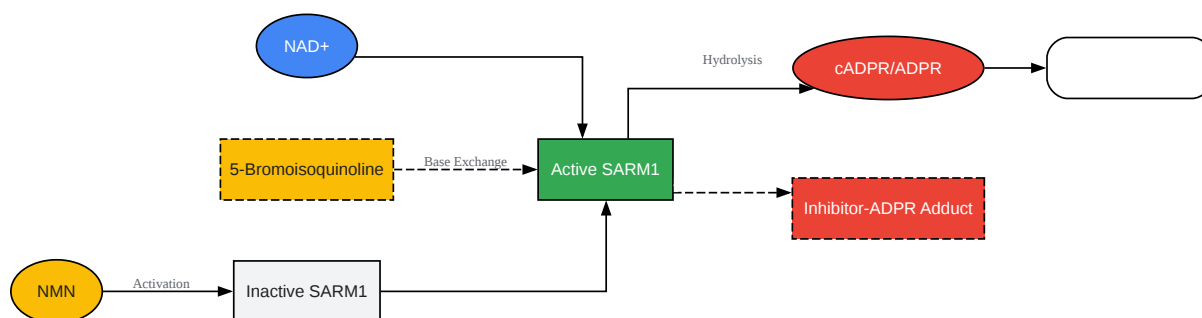 NAD+
Hydrolysis
cADPR/ADPR
5-Bromoisoquinoline
Base Exchange
Active SARM1
Inhibitor-ADPR Adduct
NMN
Activation
Inactive SARM1